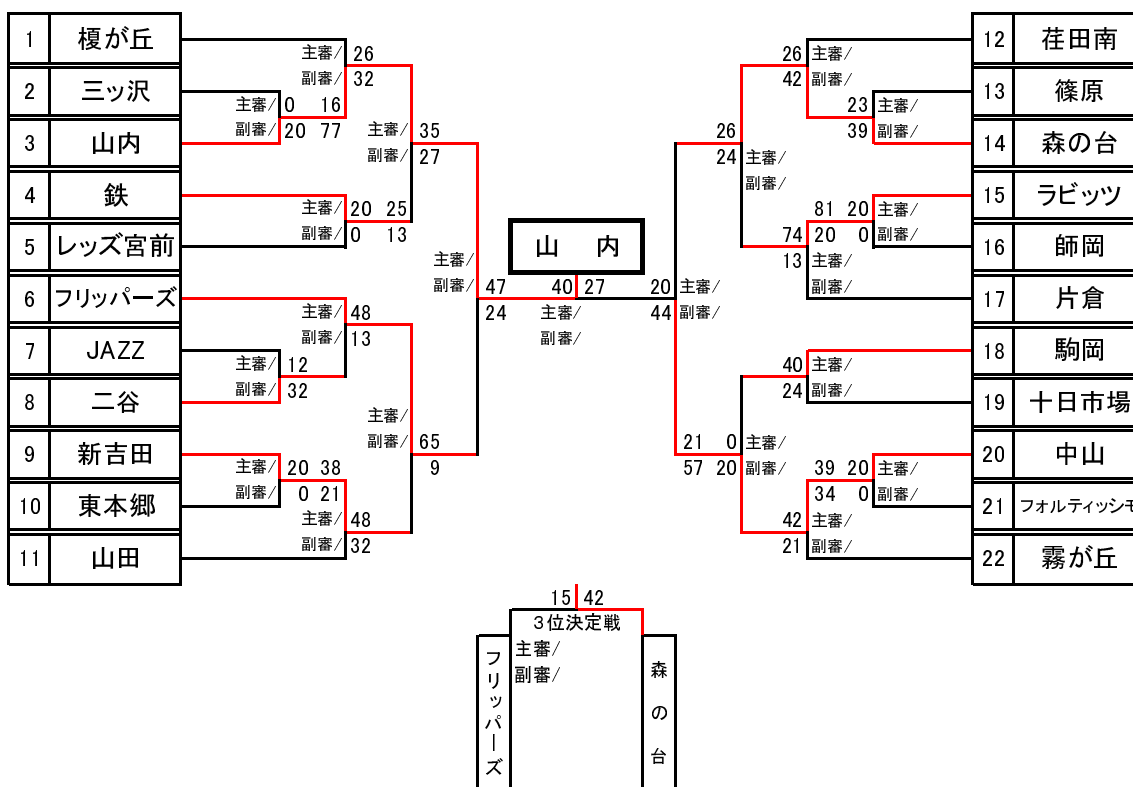 1 榎が丘
2 三ッ沢
3 山内
4 鉄
5 レッズ宮前
6 フリッパーズ
7 JAZZ
8 二谷
9 新吉田
10 東本郷
11 山田
主審/ 26
副審/ 32
主審/ 0 16
副審/ 20 77
主審/ 35
副審/ 27
主審/ 20 25
副審/ 0 13
主審/
副審/ 47
24
主審/ 48
副審/ 13
主審/ 12
副審/ 32
主審/
副審/ 65
9
主審/ 20 38
副審/ 0 21
主審/ 48
副審/ 32
山 内
40 27
主審/
副審/
26 主審/
42 副審/
23
39
26
24 主審/
副審/
81 20 主審/
20 0 副審/
74
13 主審/
副審/
20 主審/
44 副審/
40 主審/
24 副審/
21 0 主審/
57 20 副審/
39 20 主審/
34 0 副審/
42 主審/
21 副審/
12 荏田南
13 篠原
14 森の台
15 ラビッツ
16 師岡
17 片倉
18 駒岡
19 十日市場
20 中山
21 フォルティッシモ
22 霧が丘
15 42
3位決定戦
主審/
副審/
フリッパーズ
森の台